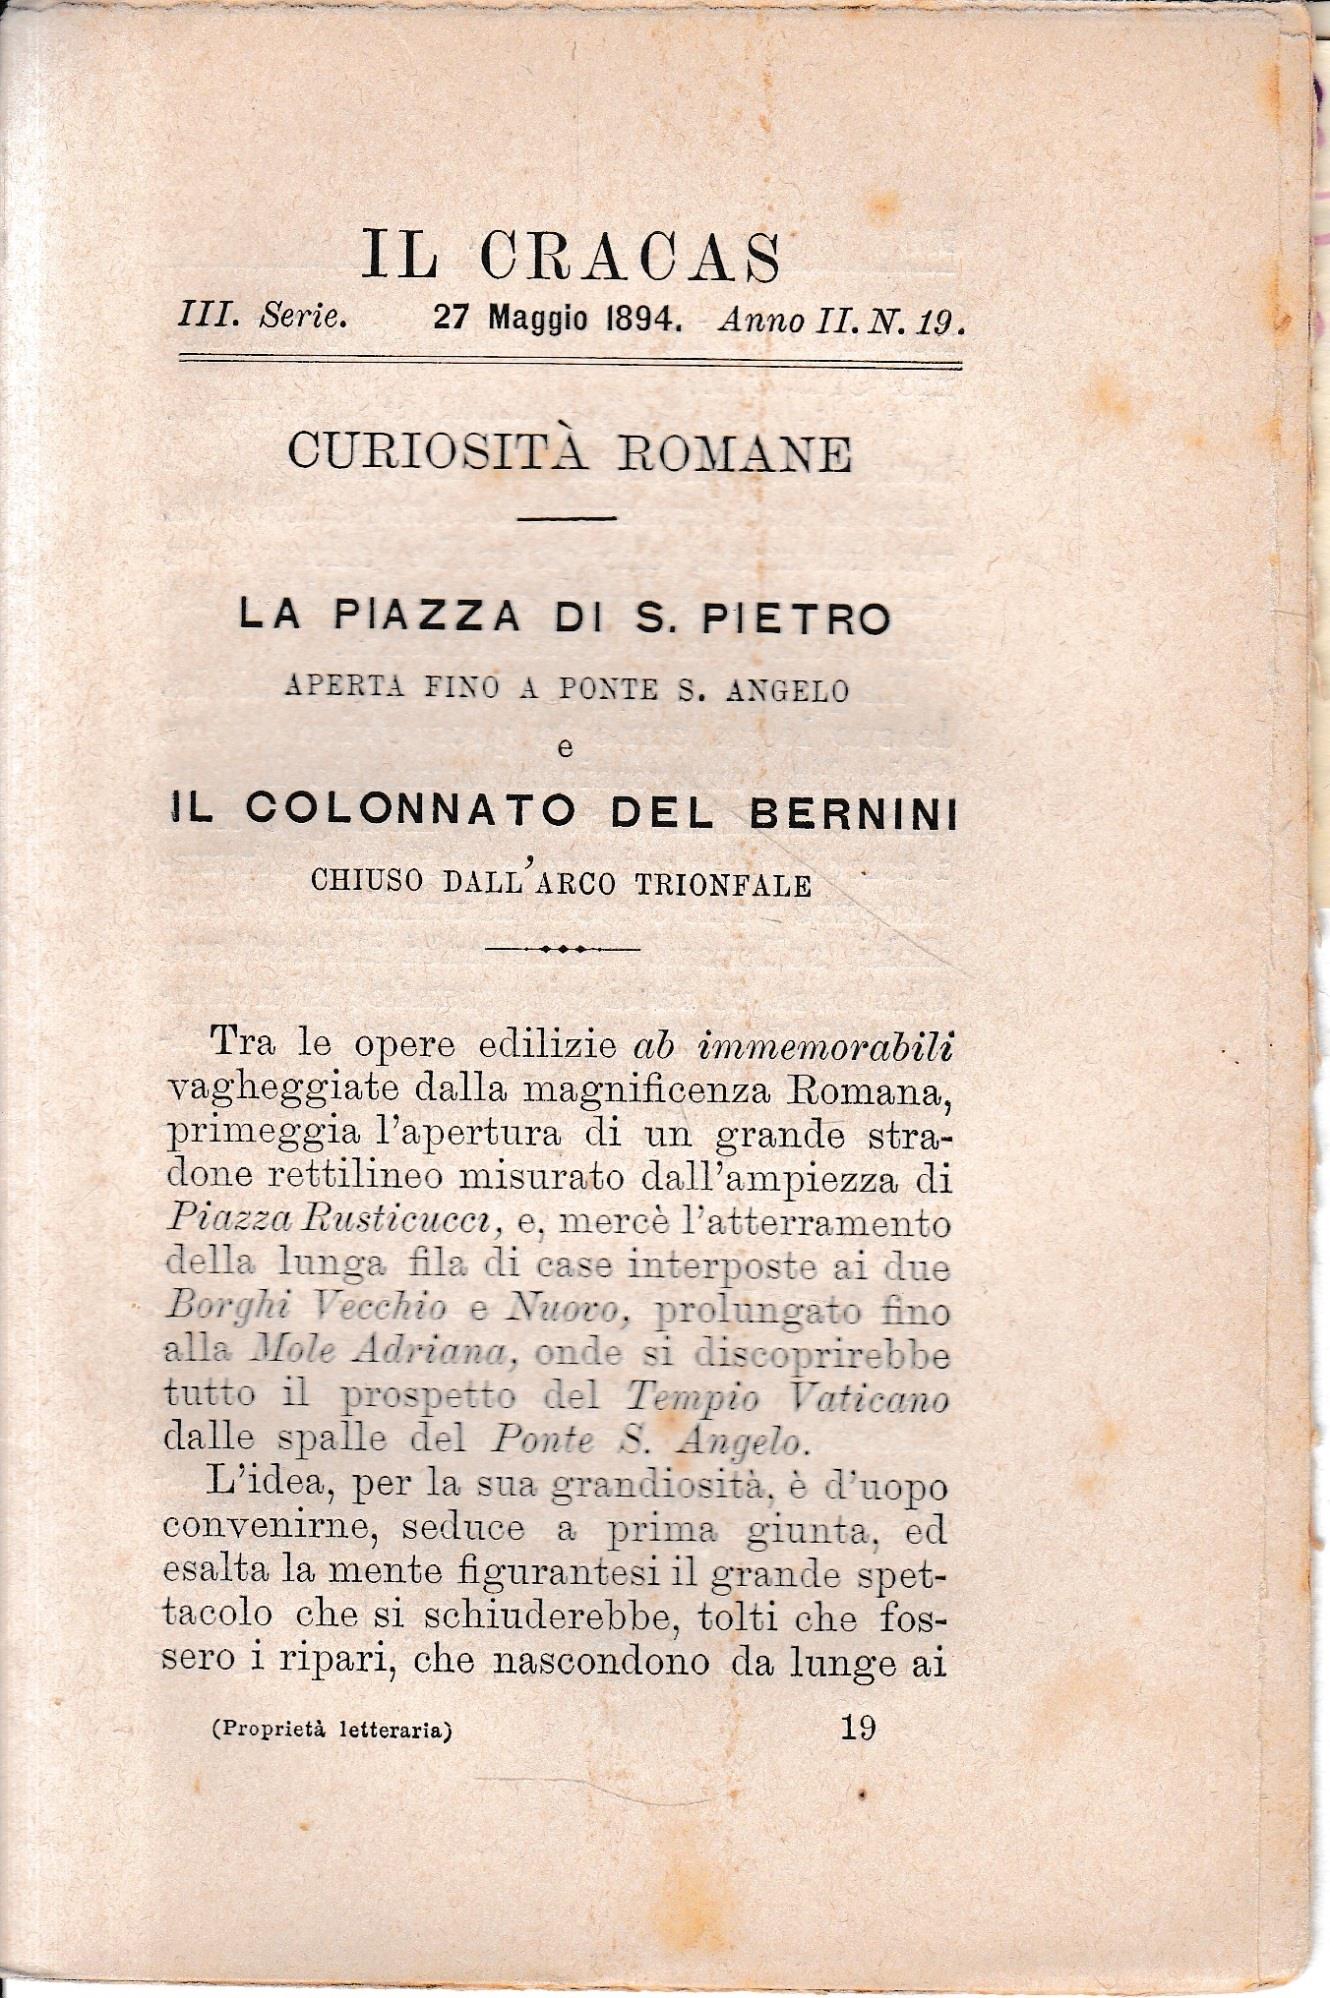 IL CRACAS
III. Serie. 27 Maggio 1894. Anno II. N. 19.
CURIOSITÀ ROMANE
LA PIAZZA DI S. PIETRO
APERTA FINO A PONTE S. ANGELO
e
IL COLONNATO DEL BERNINI
CHIUSO DALL'ARCO TRIONFALE
Tra le opere edilizie ab immemorabili
vagheggiate dalla magnificenza Romana,
primeggia l'apertura di un grande stra-
done rettilineo misurato dall'ampiezza di
Piazza Rusticucci, e, mercè l'atterramento
della lunga fila di case interposte ai due
Borghi Vecchio e Nuovo, prolungato fino
alla Mole Adriana, onde si discoprirebbe
tutto il prospetto del Tempio Vaticano
dalle spalle del Ponte S. Angelo.
L'idea, per la sua grandiosità, è d'uopo
convenirne, seduce a prima giunta, ed
esalta la mente figurantesi il grande spet-
tacolo che si schiuderebbe, tolti che fos-
sero i ripari, che nascondono da lunge ai
(Proprietà letteraria) 19